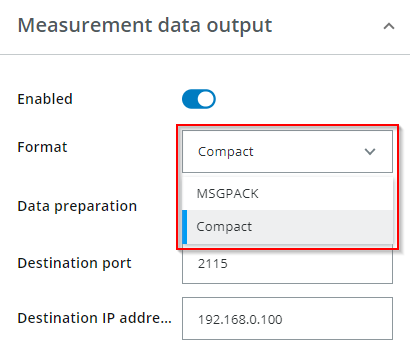 Measurement data output
Enabled
Format
Compact
MSGPACK
Data preparation
Compact
Destination port
2115
Destination IP addre...
192.168.0.100